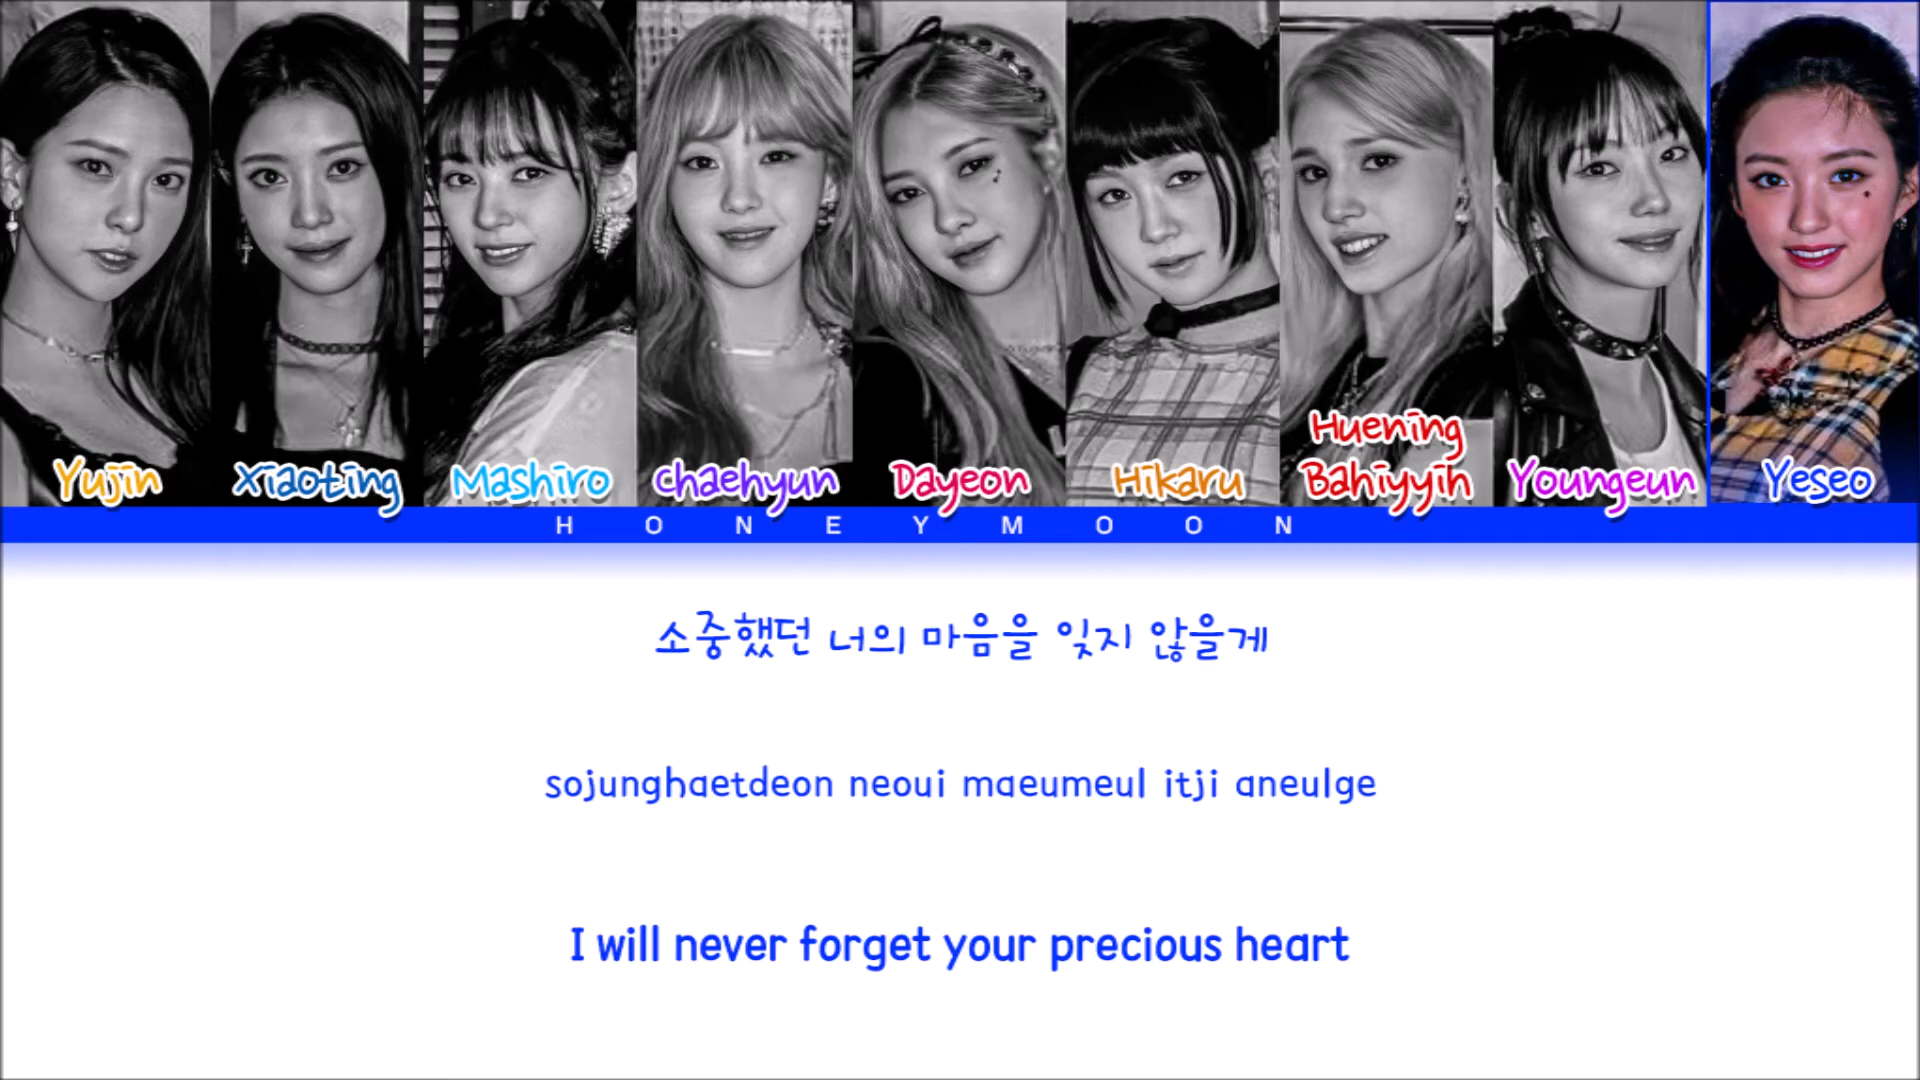 Yujin Xiaoting Mashiro chaehyun Dayeon Hikaru Huening Bahiyyih Youngeun Yeseo
HONEYMOON
소중했던 너의 마음을 잊지 않을게
sojunghaetdeon neoui maeumeul itji aneulge
I will never forget your precious heart